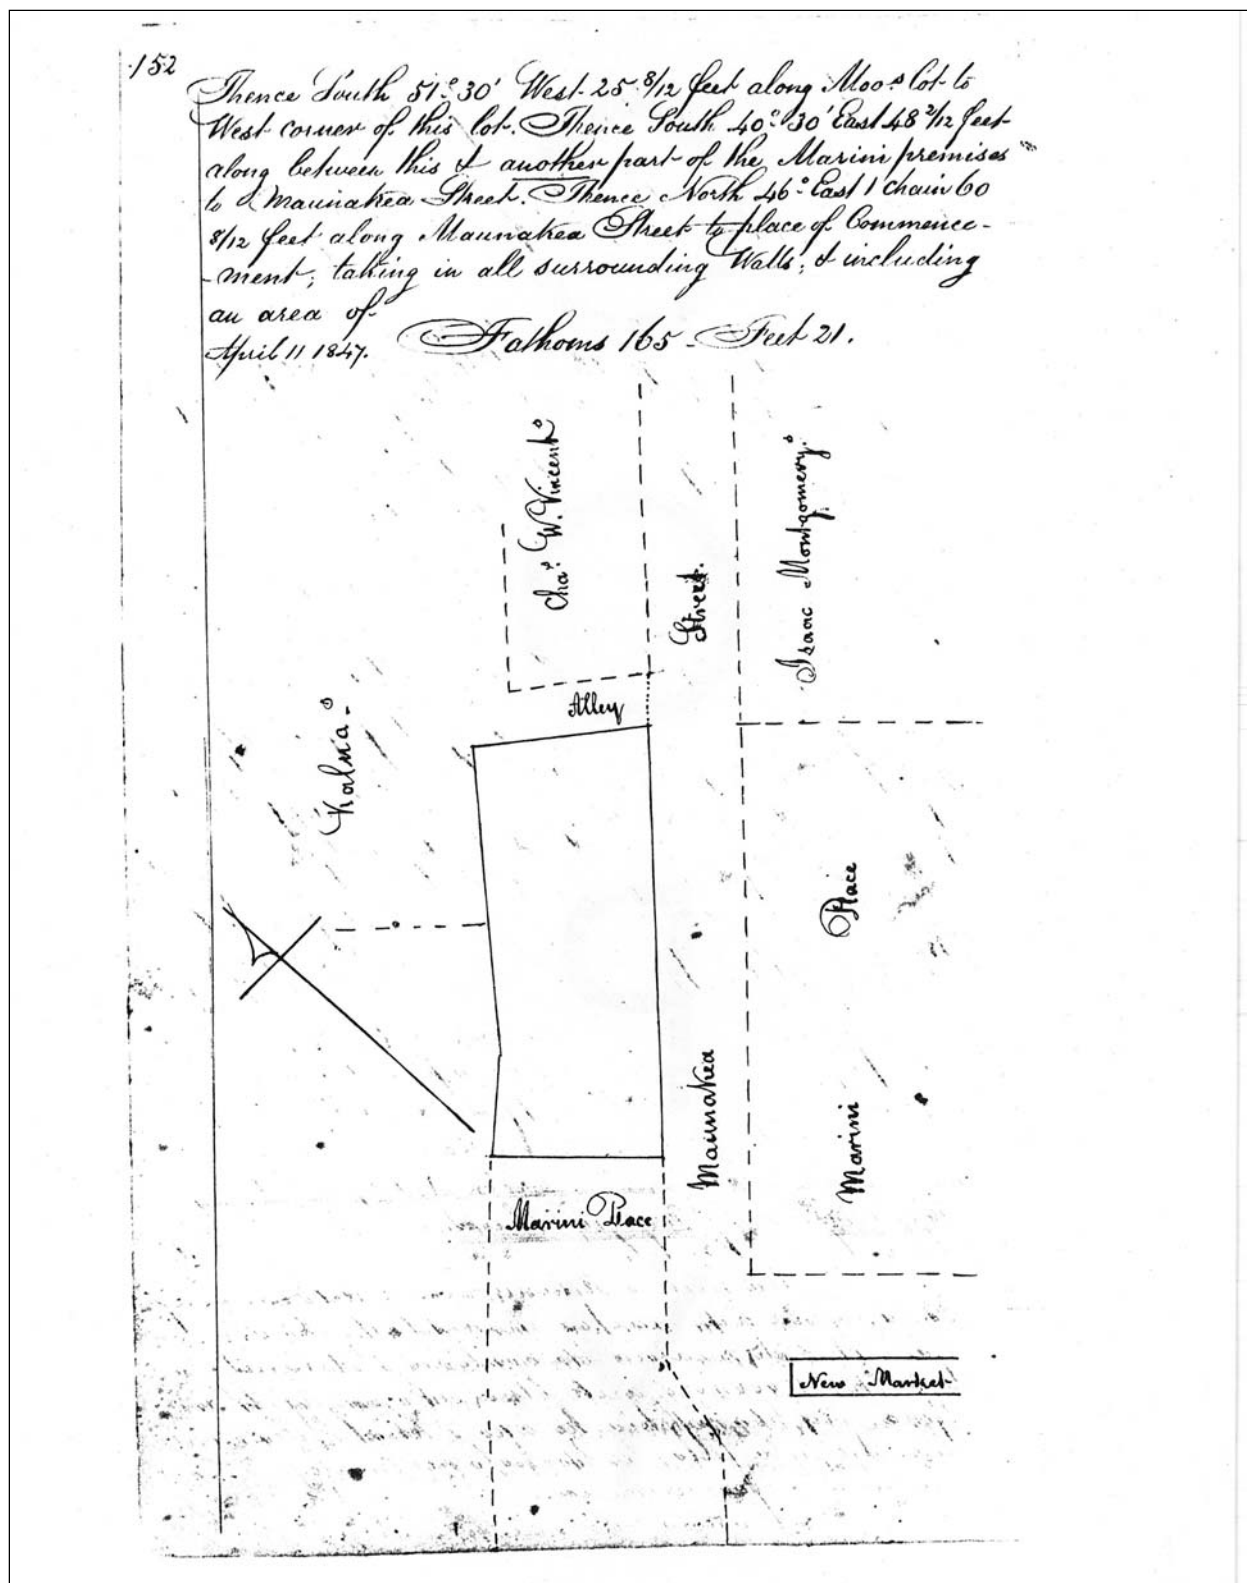 152
Thence South 51° 30' West 25 8/12 feet along Moo's lot to
West corner of this lot. Thence South 40° 30' East 48 2/12 feet
along between this & another part of the Marini premises
to Maunakea Street. Thence North 46° East 1 chain 60
8/12 feet along Maunakea Street to place of Commence-
-ment; taking in all surrounding Walls; & including
an area of
April 11 1847. Fathoms 165 - Feet 21.
Chas. W. Vincent's
Street.
Isaac Montgomery's
Alley
Place
Maunakea
Marini
Marini Place
New Market